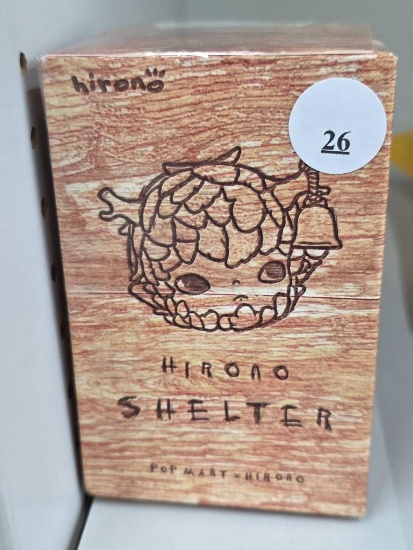 hirono
26
HIRONO
SHELTER
POP MART × HIRONO